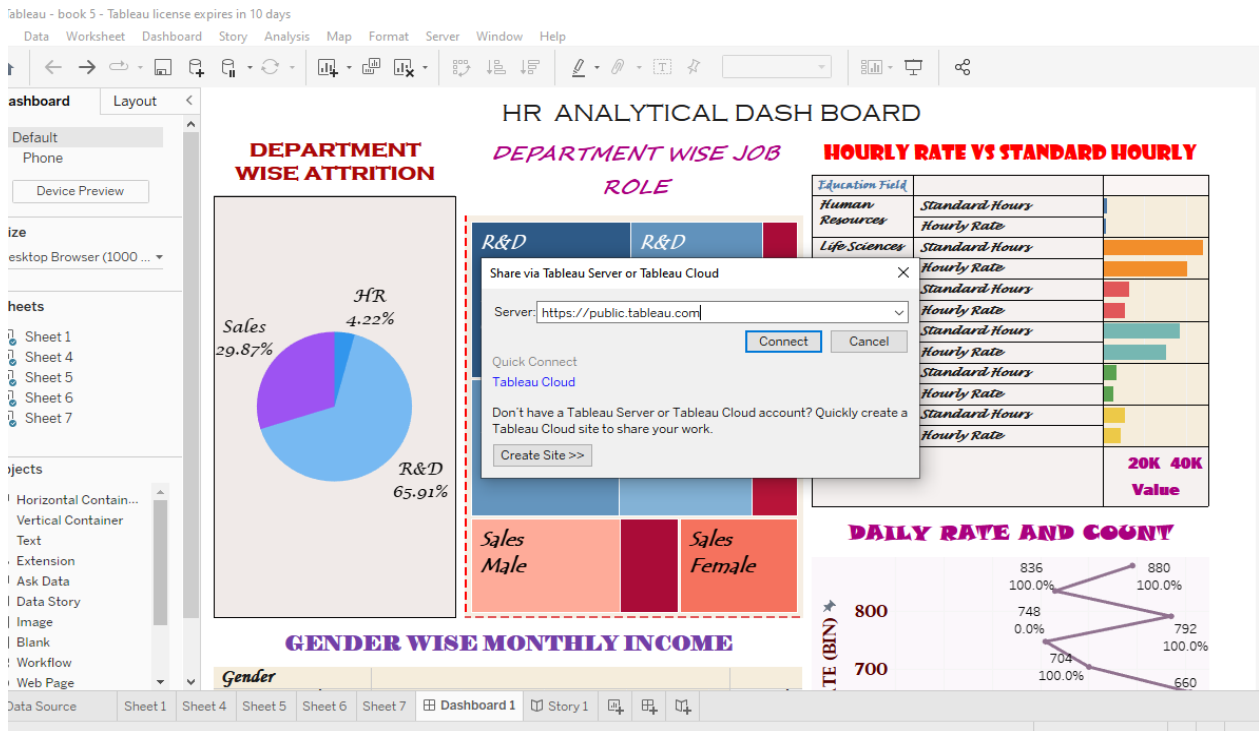 Tableau - book 5 - Tableau license expires in 10 days
Data Worksheet Dashboard Story Analysis Map Format Server Window Help
ashboard Layout
Default
Phone
Device Preview
ize
esktop Browser (1000 ...
heets
Sheet 1
Sheet 4
Sheet 5
Sheet 6
Sheet 7
bjects
Horizontal Contain...
Vertical Container
Text
Extension
Ask Data
Data Story
Image
Blank
Workflow
Web Page
HR ANALYTICAL DASH BOARD
DEPARTMENT
WISE ATTRITION
HR
4.22%
Sales
29.87%
R&D
65.91%
DEPARTMENT WISE JOB
ROLE
R&D R&D
Share via Tableau Server or Tableau Cloud
Server: https://public.tableau.com
Connect Cancel
Quick Connect
Tableau Cloud
Don't have a Tableau Server or Tableau Cloud account? Quickly create a
Tableau Cloud site to share your work.
Create Site >>
Sales Sales
Male Female
HOURLY RATE VS STANDARD HOURLY
Education Field
Human Standard Hours
Resources Hourly Rate
Life Sciences Standard Hours
Hourly Rate
Standard Hours
Hourly Rate
Standard Hours
Hourly Rate
Standard Hours
Hourly Rate
Standard Hours
Hourly Rate
20K 40K
Value
GENDER WISE MONTHLY INCOME
Gender
DAILY RATE AND COUNT
836 880
100.0% 100.0%
800 748
0.0% 792
100.0%
700 704
100.0% 660
TE (BIN)
Data Source Sheet 1 Sheet 4 Sheet 5 Sheet 6 Sheet 7 Dashboard 1 Story 1